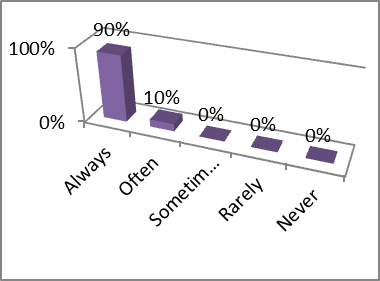 100%
0%
90%
10%
0%
0%
0%
Always
Often
Sometim...
Rarely
Never